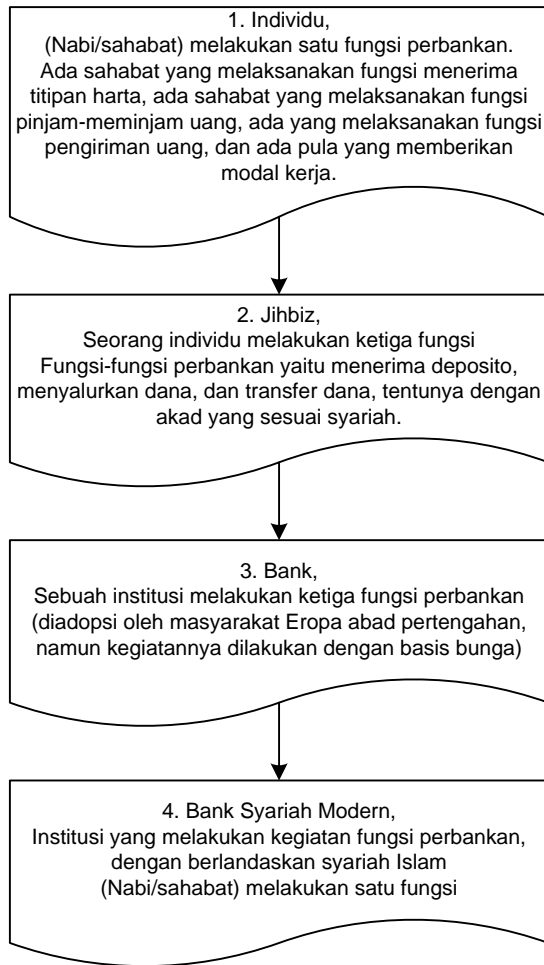 1. Individu,
(Nabi/sahabat) melakukan satu fungsi perbankan.
Ada sahabat yang melaksanakan fungsi menerima
titipan harta, ada sahabat yang melaksanakan fungsi
pinjam-meminjam uang, ada yang melaksanakan fungsi
pengiriman uang, dan ada pula yang memberikan
modal kerja.
2. Jihbiz,
Seorang individu melakukan ketiga fungsi
Fungsi-fungsi perbankan yaitu menerima deposito,
menyalurkan dana, dan transfer dana, tentunya dengan
akad yang sesuai syariah.
3. Bank,
Sebuah institusi melakukan ketiga fungsi perbankan
(diadopsi oleh masyarakat Eropa abad pertengahan,
namun kegiatannya dilakukan dengan basis bunga)
4. Bank Syariah Modern,
Institusi yang melakukan kegiatan fungsi perbankan,
dengan berlandaskan syariah Islam
(Nabi/sahabat) melakukan satu fungsi